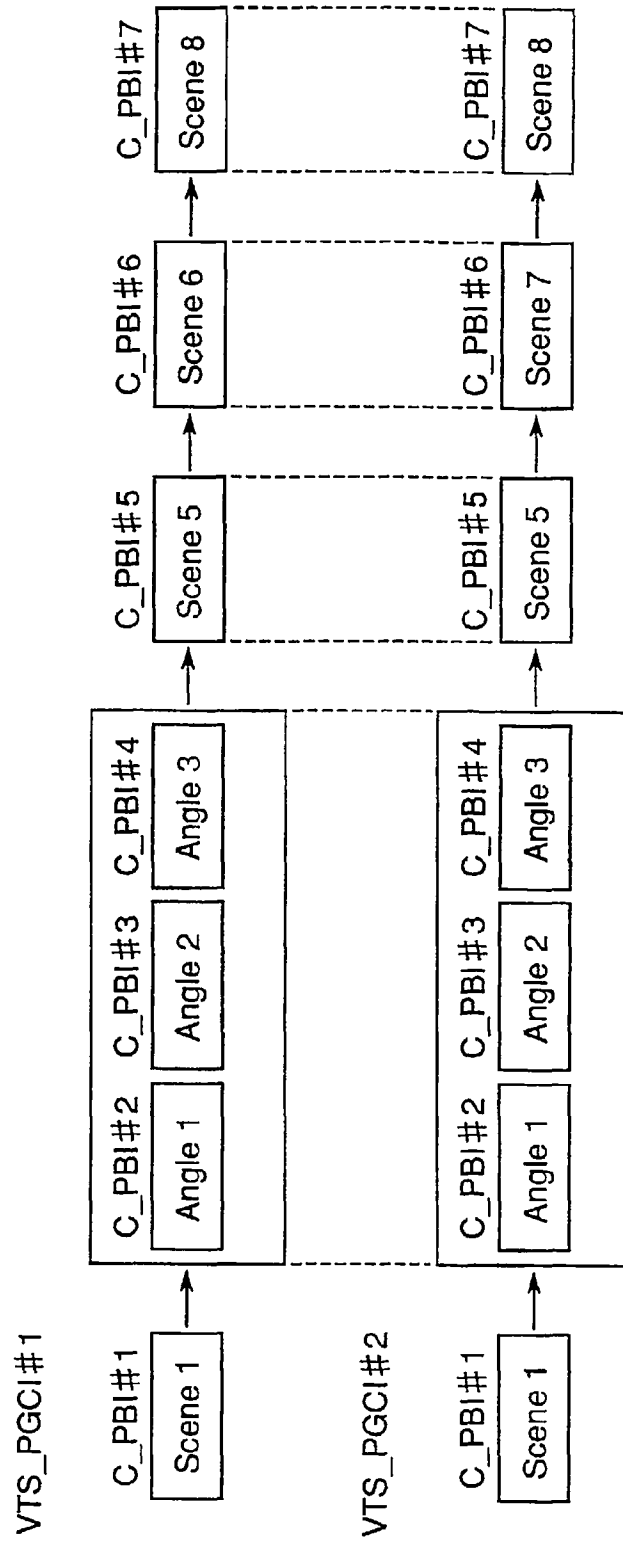 VTS_PGCI#1
C_PBI#1
C_PBI#2
C_PBI#3
C_PBI#4
C_PBI#5
C_PBI#6
C_PBI#7
Scene 1
Angle 1
Angle 2
Angle 3
Scene 5
Scene 6
Scene 8
VTS_PGCI#2
C_PBI#1
C_PBI#2
C_PBI#3
C_PBI#4
C_PBI#5
C_PBI#6
C_PBI#7
Scene 1
Angle 1
Angle 2
Angle 3
Scene 5
Scene 7
Scene 8